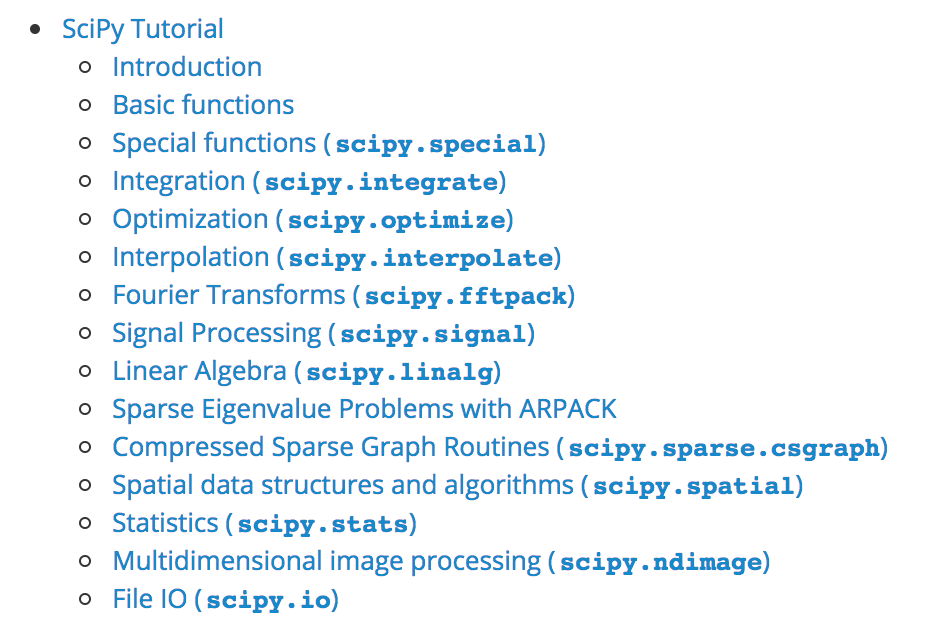 SciPy Tutorial
Introduction
Basic functions
Special functions (scipy.special)
Integration (scipy.integrate)
Optimization (scipy.optimize)
Interpolation (scipy.interpolate)
Fourier Transforms (scipy.fftpack)
Signal Processing (scipy.signal)
Linear Algebra (scipy.linalg)
Sparse Eigenvalue Problems with ARPACK
Compressed Sparse Graph Routines (scipy.sparse.csgraph)
Spatial data structures and algorithms (scipy.spatial)
Statistics (scipy.stats)
Multidimensional image processing (scipy.ndimage)
File IO (scipy.io)